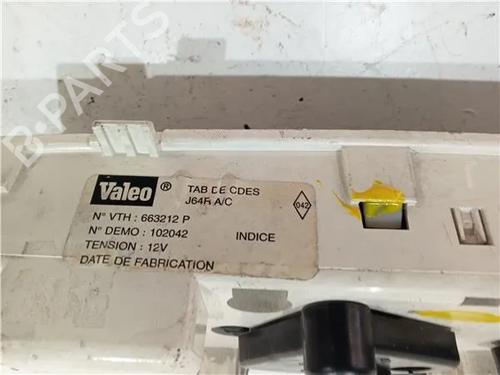 Valeo ® TAB DE CDES
J64R A/C
042
N° VTH : 663212 P
N° DEMO : 102042 INDICE
TENSION : 12V
DATE DE FABRICATION
B-PARTS